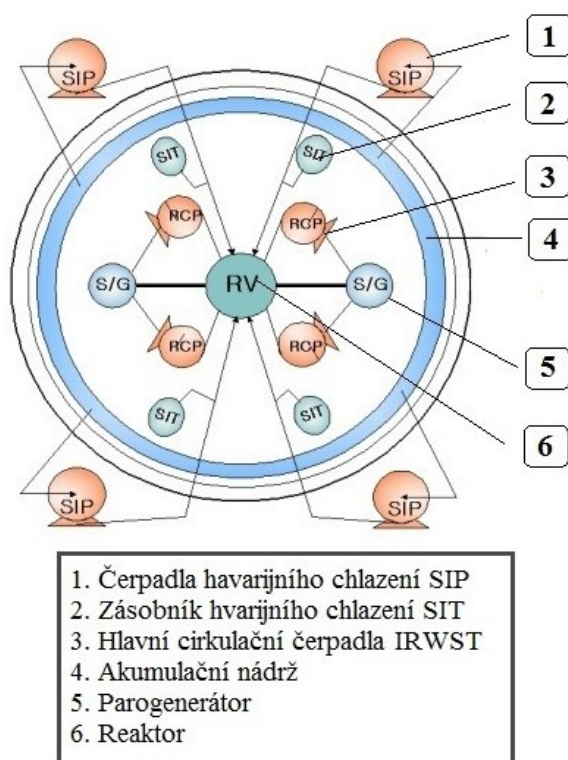 1
SIP
SIP
2
SIT
SIT
3
RCP
RCP
4
S/G
RV
S/G
RCP
RCP
5
SIT
SIT
6
SIP
SIP
1. Čerpadla havarijního chlazení SIP
2. Zásobník hvarijního chlazení SIT
3. Hlavní cirkulační čerpadla IRWST
4. Akumulační nádrž
5. Parogenerátor
6. Reaktor